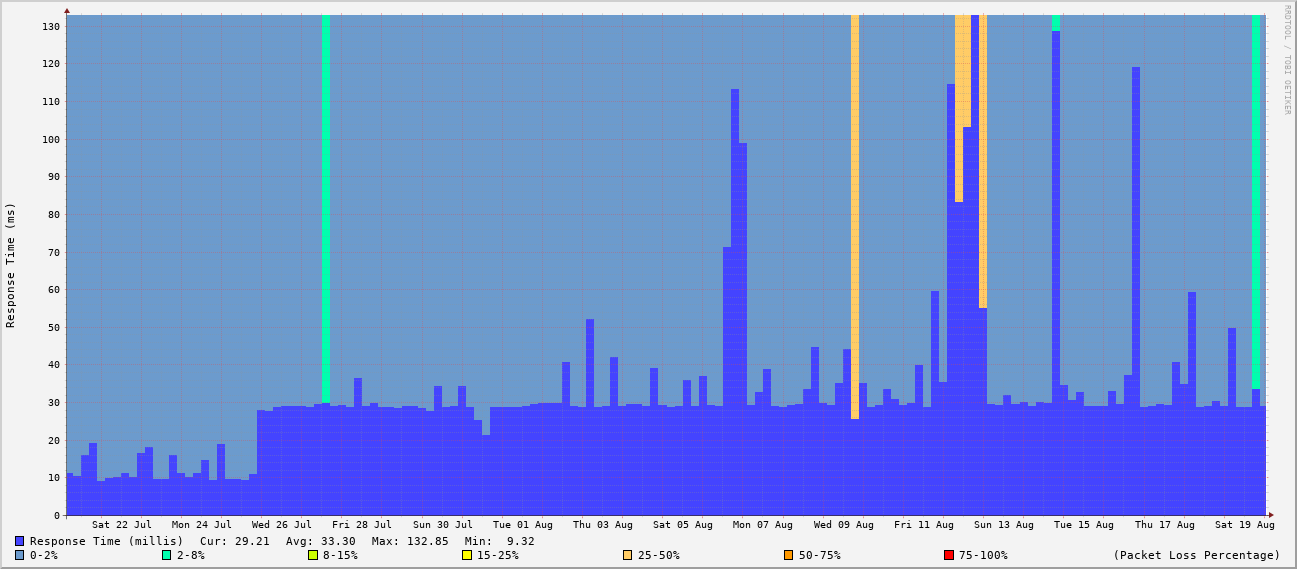 RRDTOOL / TOBI OETIKER
Response Time (ms)
130
120
110
100
90
80
70
60
50
40
30
20
10
0
Sat 22 Jul Mon 24 Jul Wed 26 Jul Fri 28 Jul Sun 30 Jul Tue 01 Aug Thu 03 Aug Sat 05 Aug Mon 07 Aug Wed 09 Aug Fri 11 Aug Sun 13 Aug Tue 15 Aug Thu 17 Aug Sat 19 Aug
Response Time (millis) Cur: 29.21 Avg: 33.30 Max: 132.85 Min: 9.32
0-2% 2-8% 8-15% 15-25% 25-50% 50-75% 75-100% (Packet Loss Percentage)